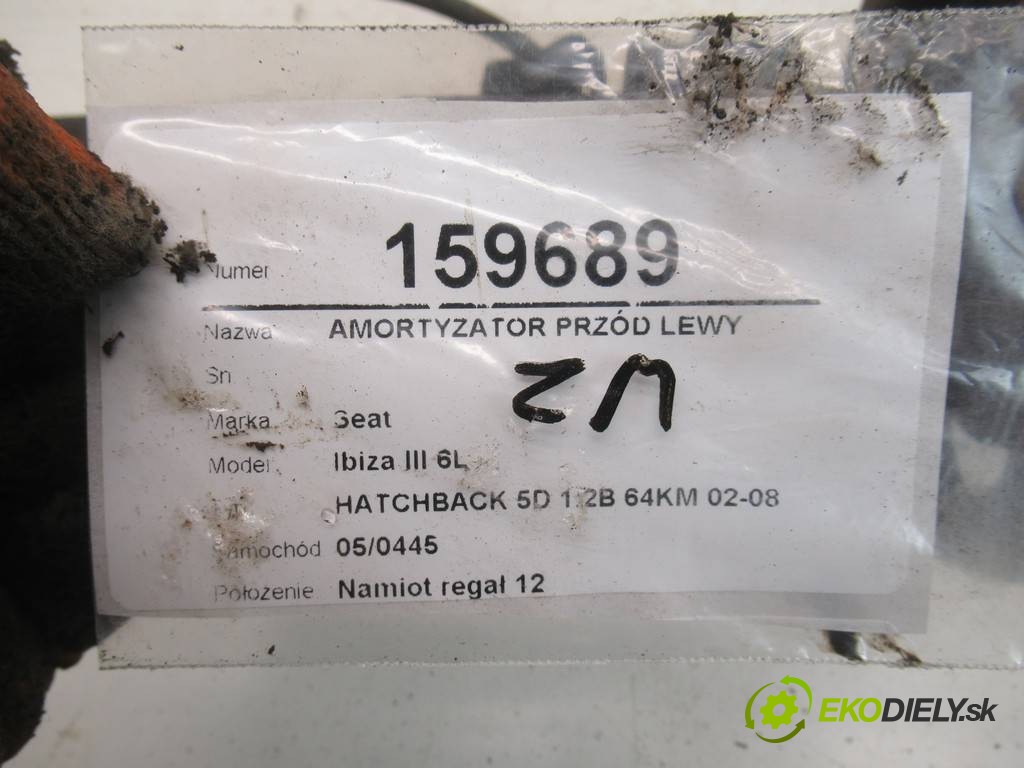 Numer 159689
Nazwa AMORTYZATOR PRZÓD LEWY
Sn
Marka Seat
Model Ibiza III 6L
HATCHBACK 5D 1.2B 64KM 02-08
Samochód 05/0445
Położenie Namiot regał 12
EKODIELY.sk